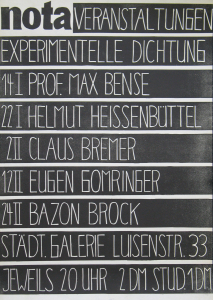 nota VERANSTALTUNGEN
EXPERIMENTELLE DICHTUNG
14 I PROF. MAX BENSE
22 I HELMUT HEISSENBÜTTEL
2 II CLAUS BREMER
12 II EUGEN GOMRINGER
24 II BAZON BROCK
STÄDT. GALERIE LUISENSTR. 33
JEWEILS 20 UHR 2 DM STUD. 1 DM